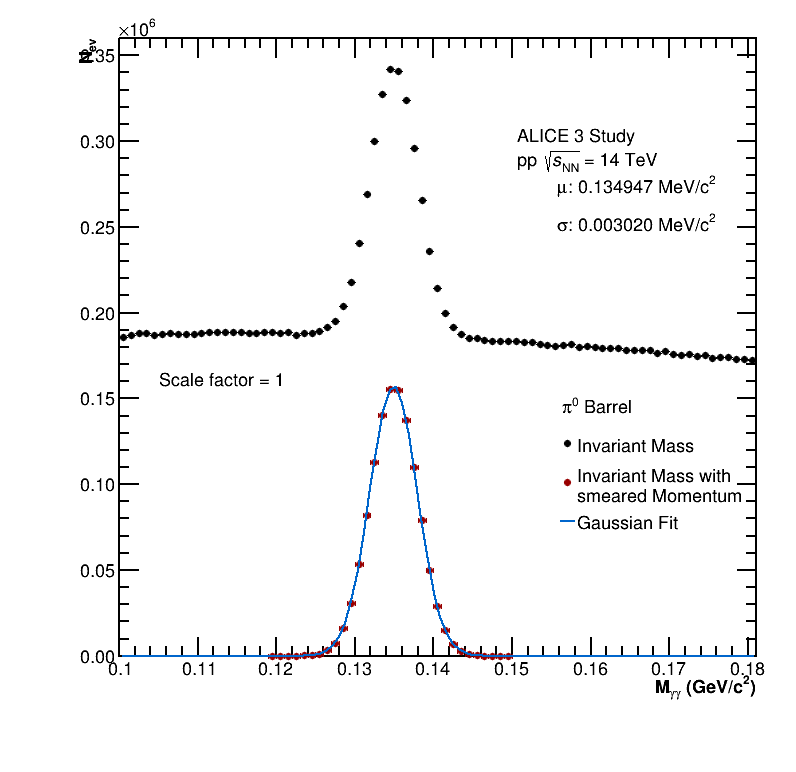 ×10⁶
N_ev
0.35
0.30
0.25
0.20
0.15
0.10
0.05
0.00
ALICE 3 Study
pp √s_NN = 14 TeV
μ: 0.134947 MeV/c²
σ: 0.003020 MeV/c²
Scale factor = 1
π⁰ Barrel
Invariant Mass
Invariant Mass with
smeared Momentum
Gaussian Fit
0.1 0.11 0.12 0.13 0.14 0.15 0.16 0.17 0.18
M_γγ (GeV/c²)